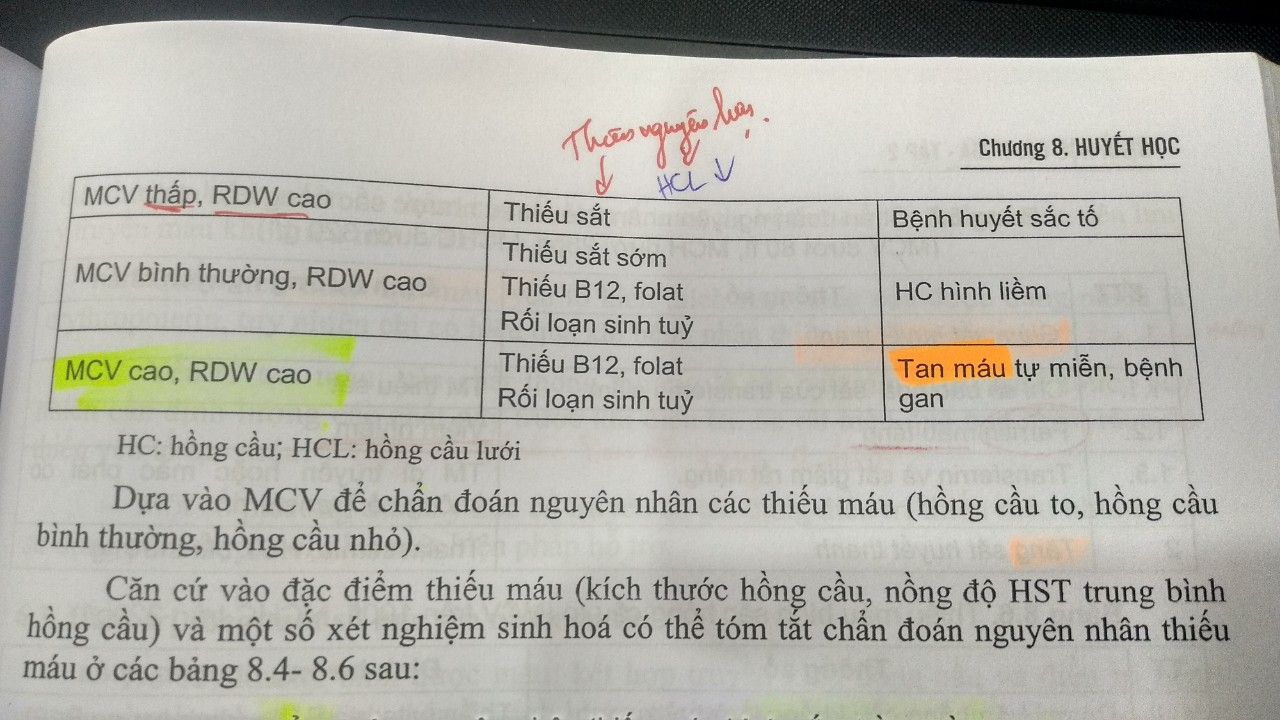 Chương 8. HUYẾT HỌC
HCL
MCV thấp, RDW cao
Thiếu sắt
Bệnh huyết sắc tố
MCV bình thường, RDW cao
Thiếu sắt sớm
Thiếu B12, folat
Rối loạn sinh tuỷ
HC hình liềm
MCV cao, RDW cao
Thiếu B12, folat
Rối loạn sinh tuỷ
Tan máu tự miễn, bệnh
gan
HC: hồng cầu; HCL: hồng cầu lưới
Dựa vào MCV để chẩn đoán nguyên nhân các thiếu máu (hồng cầu to, hồng cầu
bình thường, hồng cầu nhỏ).
Căn cứ vào đặc điểm thiếu máu (kích thước hồng cầu, nồng độ HST trung bình
hồng cầu) và một số xét nghiệm sinh hoá có thể tóm tắt chẩn đoán nguyên nhân thiếu
máu ở các bảng 8.4- 8.6 sau: